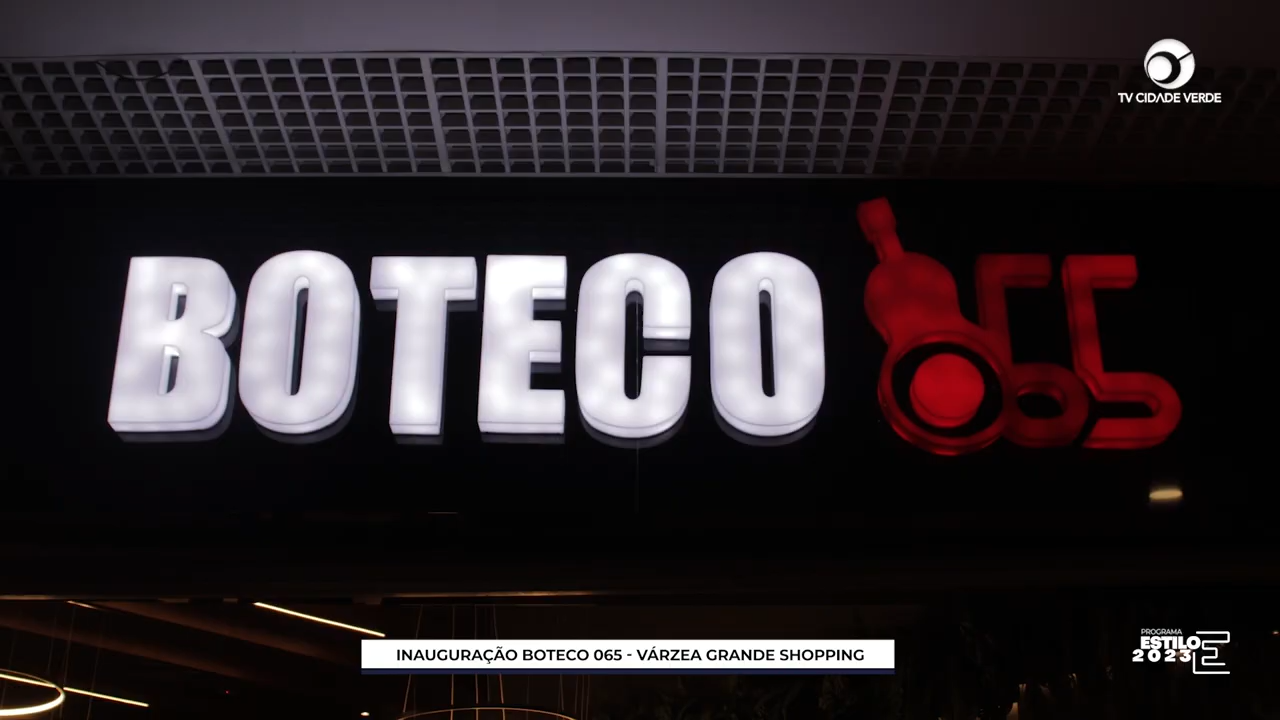 TV CIDADE VERDE
BOTECO 065
INAUGURAÇÃO BOTECO 065 - VÁRZEA GRANDE SHOPPING
PROGRAMA
ESTILO E
2023